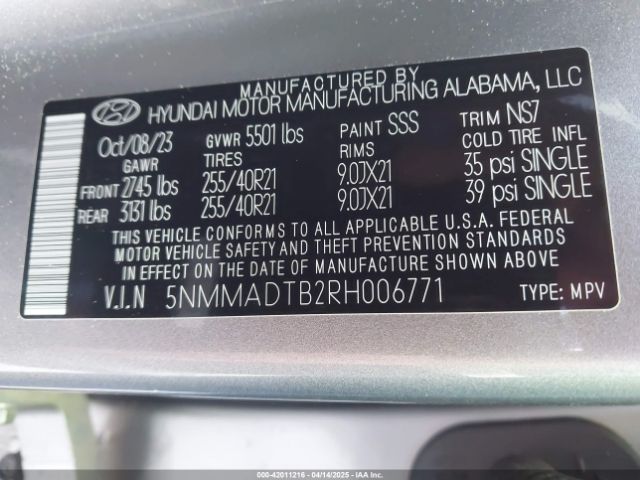 MANUFACTURED BY
HYUNDAI MOTOR MANUFACTURING ALABAMA, LLC
Oct/08/23 GVWR 5501 lbs PAINT SSS TRIM NS7
GAWR TIRES RIMS COLD TIRE INFL
FRONT 2745 lbs 255/40R21 9.0JX21 35 psi SINGLE
REAR 3131 lbs 255/40R21 9.0JX21 39 psi SINGLE
THIS VEHICLE CONFORMS TO ALL APPLICABLE U.S.A. FEDERAL
MOTOR VEHICLE SAFETY AND THEFT PREVENTION STANDARDS
IN EFFECT ON THE DATE OF MANUFACTURE SHOWN ABOVE.
V.I.N 5NMMADTB2RH006771 TYPE: MPV
000-42011216 - 04/14/2025 - IAAI.COM